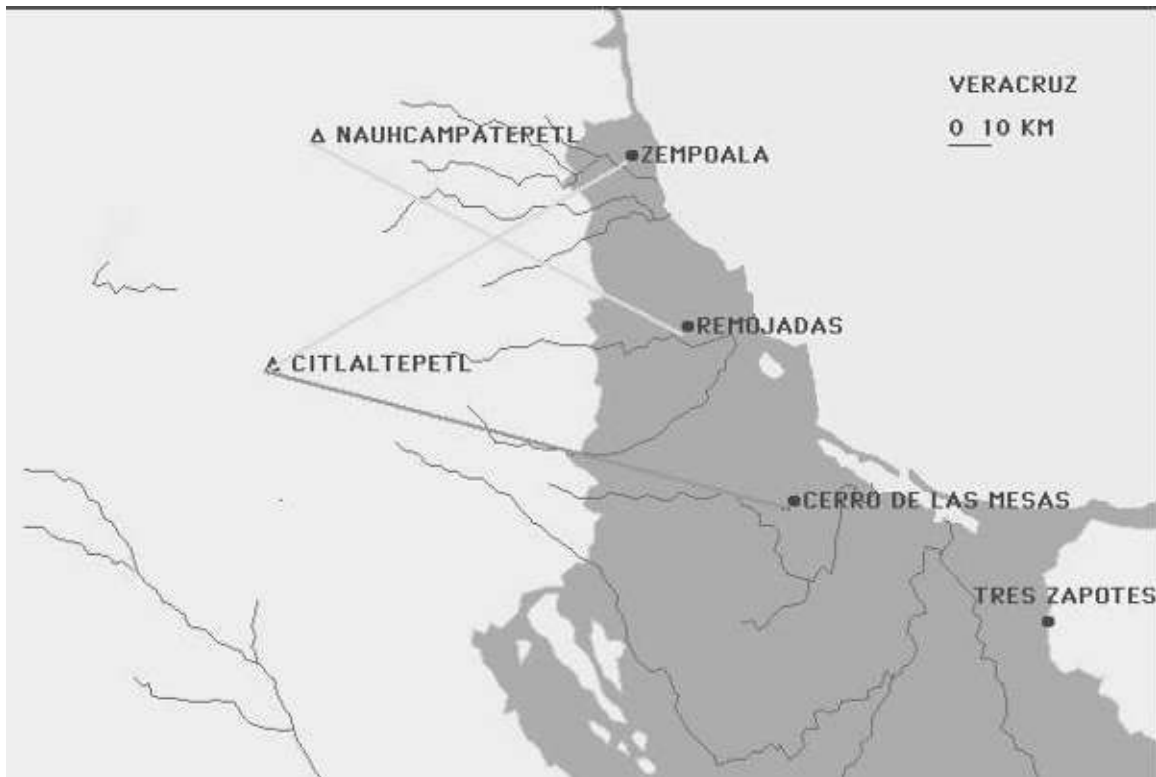 VERACRUZ
0 10 KM
NAUHCAMPATEPETL
ZEMPOALA
REMOJADAS
CITLALTEPETL
CERRO DE LAS MESAS
TRES ZAPOTES